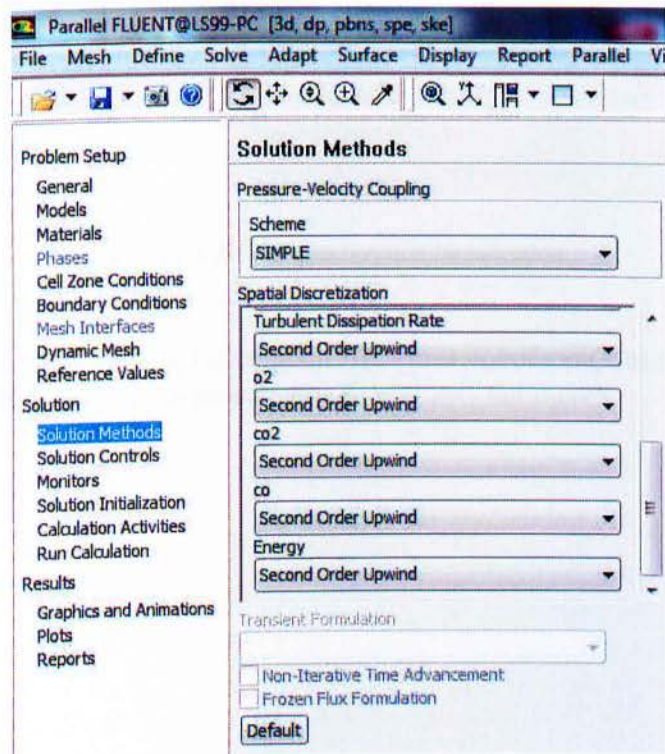 Parallel FLUENT@LS99-PC [3d, dp, pbns, spe, ske]
File Mesh Define Solve Adapt Surface Display Report Parallel Vi
Problem Setup
General
Models
Materials
Phases
Cell Zone Conditions
Boundary Conditions
Mesh Interfaces
Dynamic Mesh
Reference Values
Solution
Solution Methods
Solution Controls
Monitors
Solution Initialization
Calculation Activities
Run Calculation
Results
Graphics and Animations
Plots
Reports
Solution Methods
Pressure-Velocity Coupling
Scheme
SIMPLE
Spatial Discretization
Turbulent Dissipation Rate
Second Order Upwind
o2
Second Order Upwind
co2
Second Order Upwind
co
Second Order Upwind
Energy
Second Order Upwind
Transient Formulation
Non-Iterative Time Advancement
Frozen Flux Formulation
Default